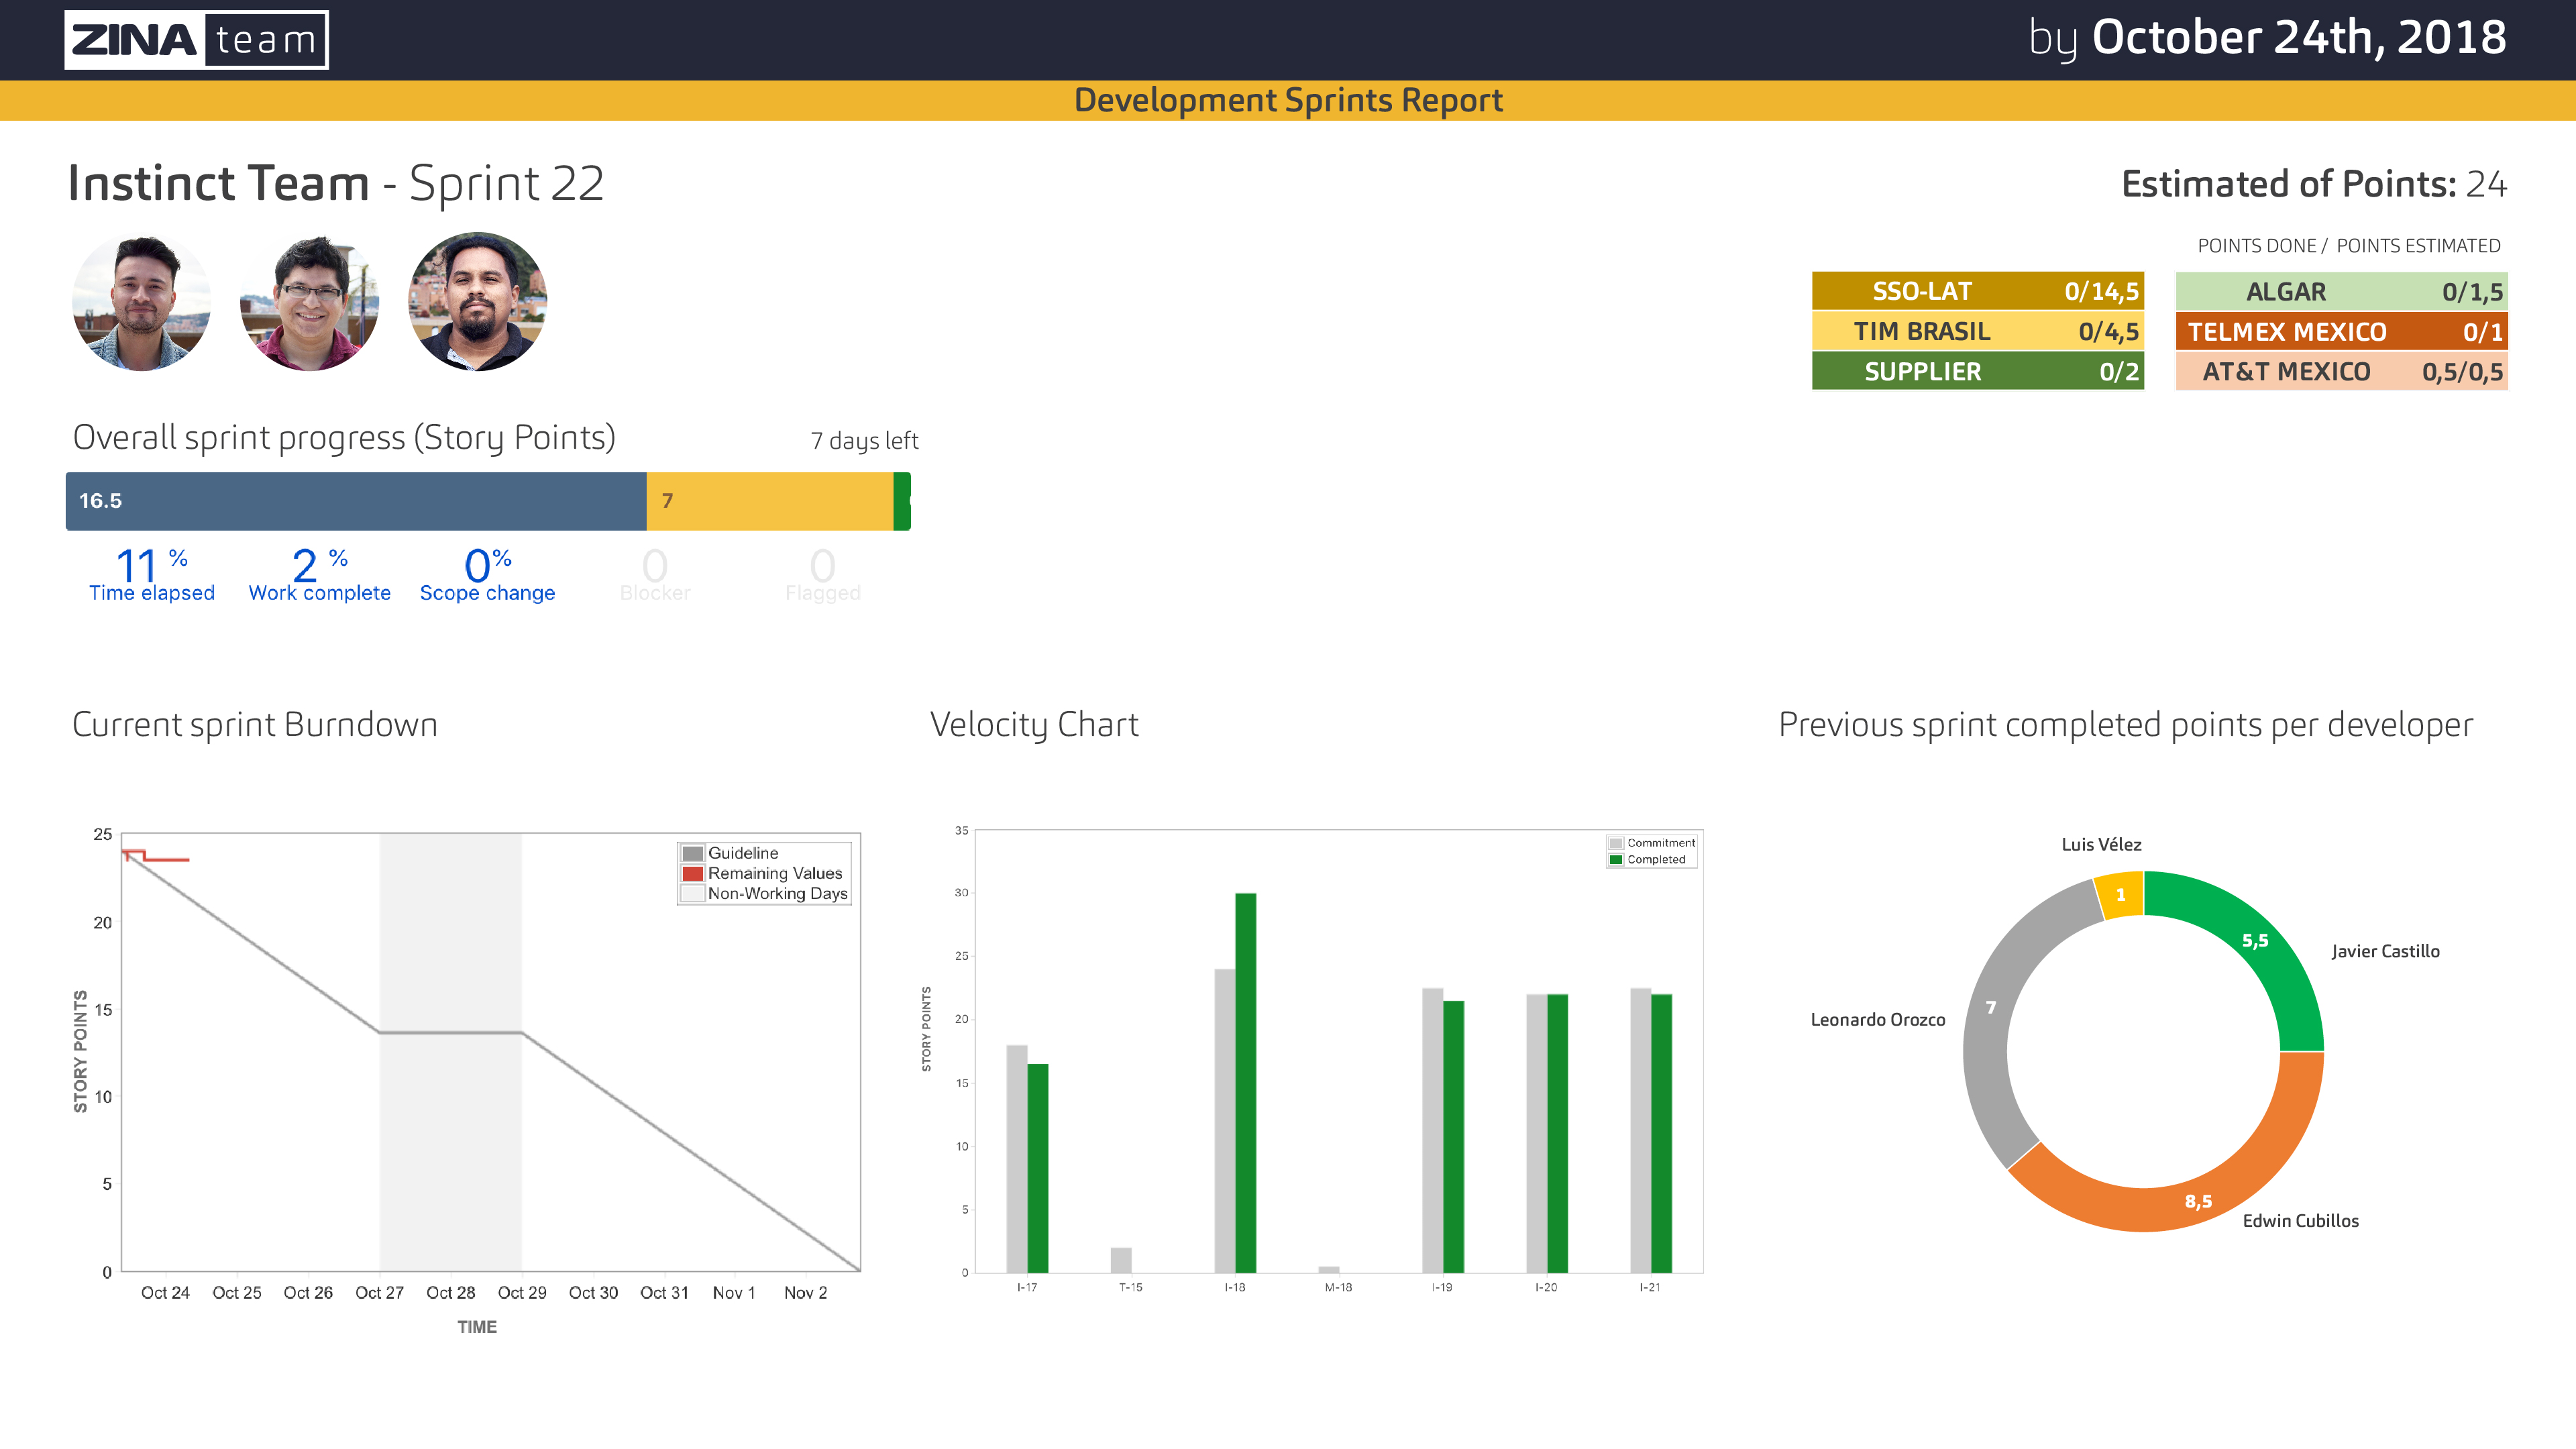 ZINA team
by October 24th, 2018
Development Sprints Report
Instinct Team - Sprint 22
Estimated of Points: 24
POINTS DONE / POINTS ESTIMATED
SSO-LAT 0/14,5
ALGAR 0/1,5
TIM BRASIL 0/4,5
TELMEX MEXICO 0/1
SUPPLIER 0/2
AT&T MEXICO 0,5/0,5
Overall sprint progress (Story Points)
7 days left
16.5 7
11 % 2 % 0% 0 0
Time elapsed Work complete Scope change Blocker Flagged
Current sprint Burndown
25
20
15
10
5
0
STORY POINTS
Guideline
Remaining Values
Non-Working Days
Oct 24 Oct 25 Oct 26 Oct 27 Oct 28 Oct 29 Oct 30 Oct 31 Nov 1 Nov 2
TIME
Velocity Chart
35
30
25
20
15
10
5
0
STORY POINTS
Commitment
Completed
I-17 T-15 I-18 M-18 I-19 I-20 I-21
Previous sprint completed points per developer
Luis Vélez
1
5,5
Javier Castillo
7
Leonardo Orozco
8,5
Edwin Cubillos